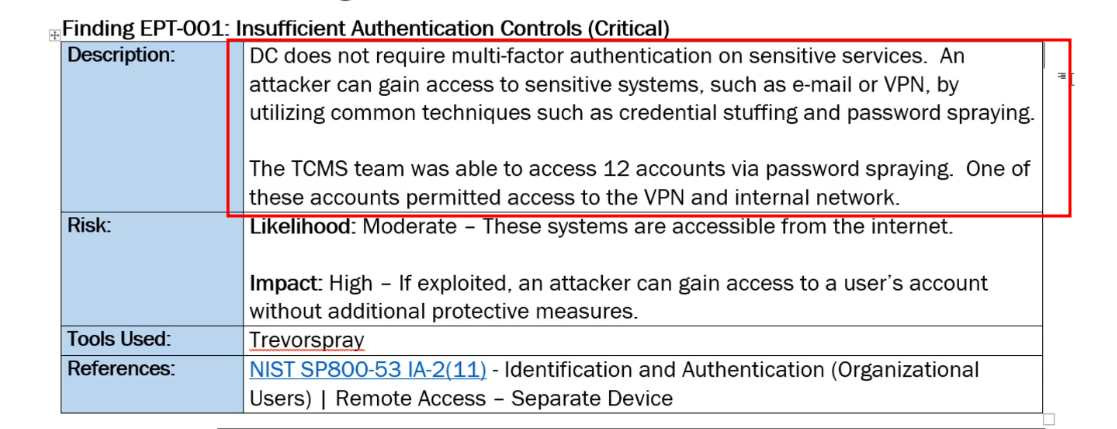 Finding EPT-001: Insufficient Authentication Controls (Critical)
Description:
DC does not require multi-factor authentication on sensitive services.  An
attacker can gain access to sensitive systems, such as e-mail or VPN, by
utilizing common techniques such as credential stuffing and password spraying.
The TCMS team was able to access 12 accounts via password spraying.  One of
these accounts permitted access to the VPN and internal network.
Risk:
Likelihood: Moderate – These systems are accessible from the internet.
Impact: High – If exploited, an attacker can gain access to a user's account
without additional protective measures.
Tools Used:
Trevorspray
References:
NIST SP800-53 IA-2(11) - Identification and Authentication (Organizational
Users) | Remote Access – Separate Device